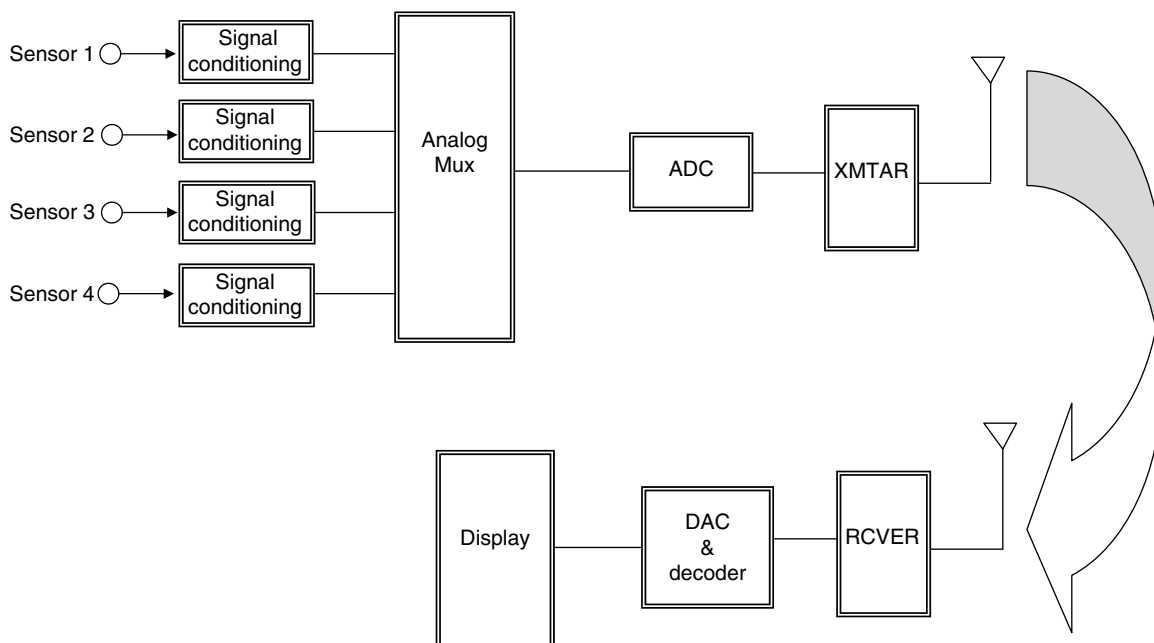 Sensor 1
Signal
conditioning
Sensor 2
Signal
conditioning
Sensor 3
Signal
conditioning
Sensor 4
Signal
conditioning
Analog
Mux
ADC
XMTAR
Display
DAC
&
decoder
RCVER